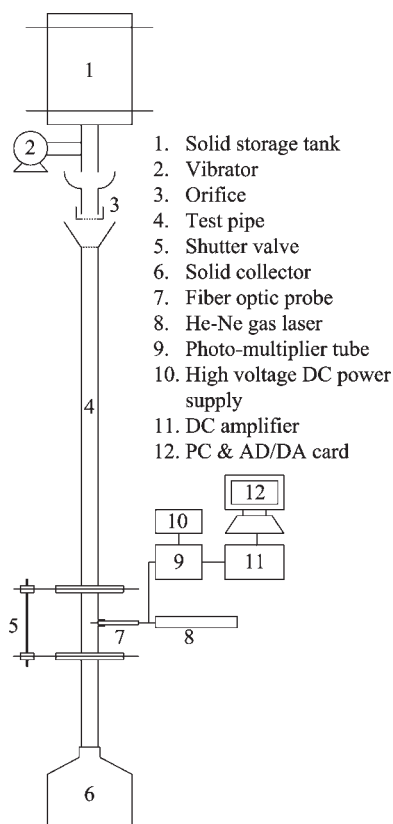 1
2
3
4
5
6
7
8
9
10
11
12
1. Solid storage tank
2. Vibrator
3. Orifice
4. Test pipe
5. Shutter valve
6. Solid collector
7. Fiber optic probe
8. He-Ne gas laser
9. Photo-multiplier tube
10. High voltage DC power
supply
11. DC amplifier
12. PC & AD/DA card